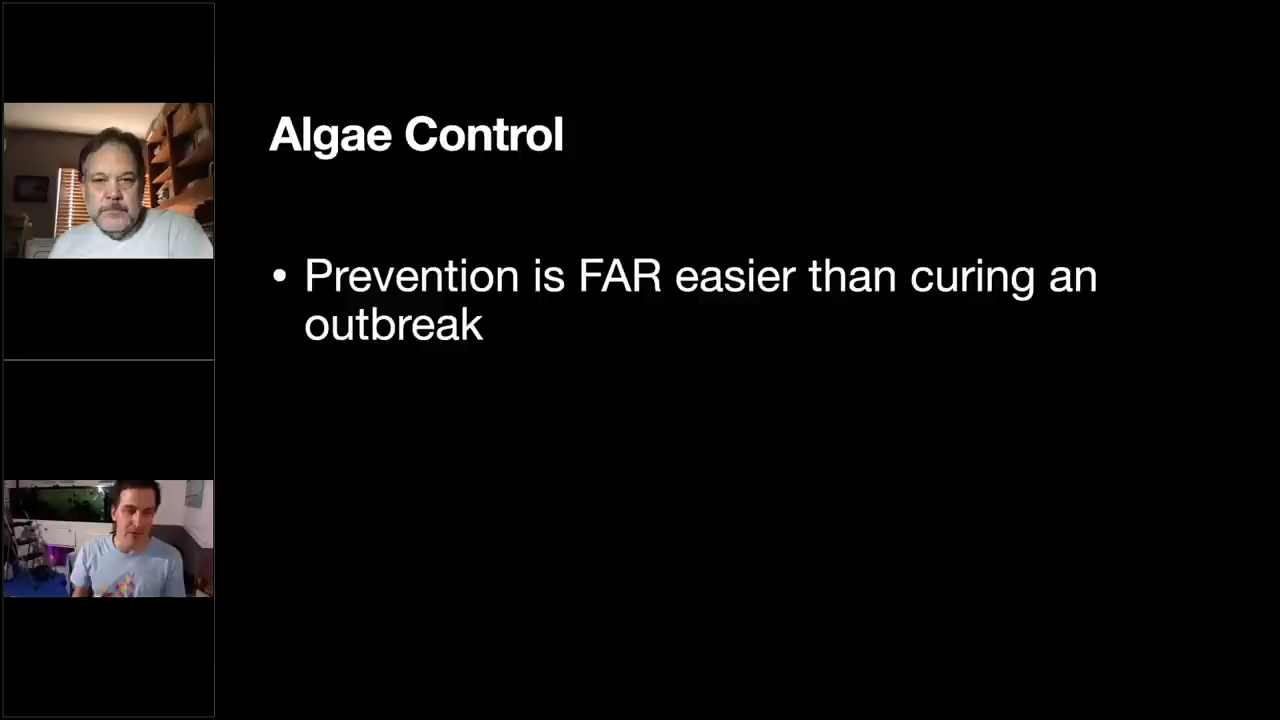 Algae Control
• Prevention is FAR easier than curing an
outbreak